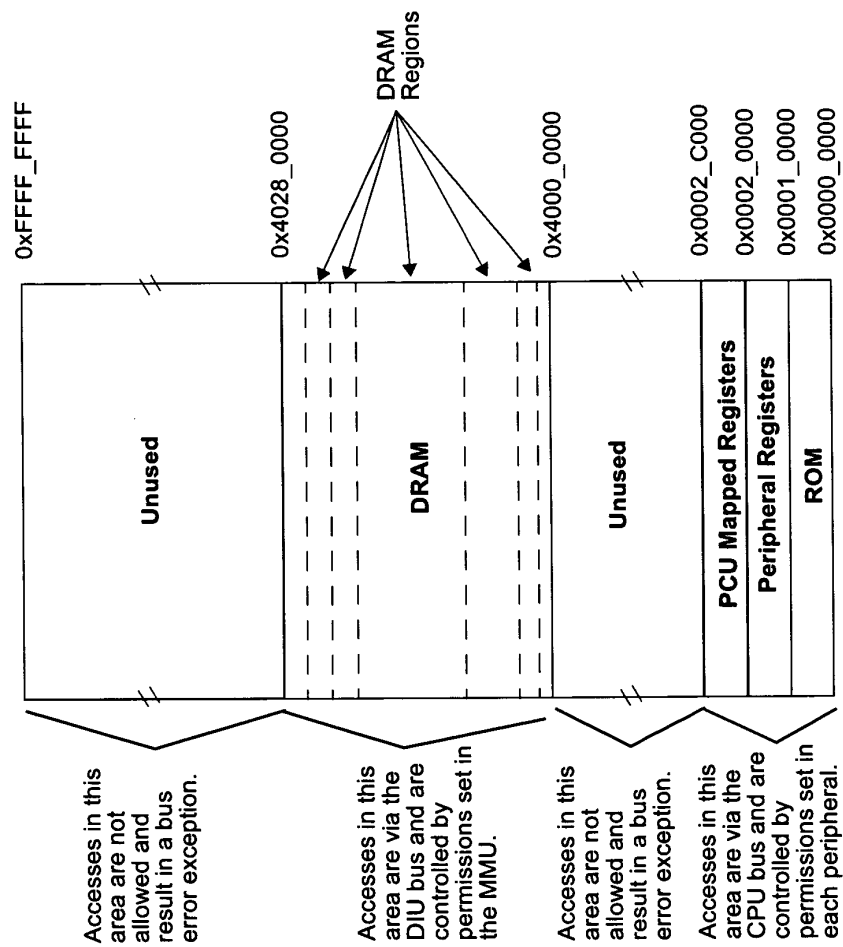 0xFFFF_FFFF
Accesses in this
area are not
allowed and
result in a bus
error exception.
Unused
0x4028_0000
Accesses in this
area are via the
DIU bus and are
controlled by
permissions set in
the MMU.
DRAM
DRAM
Regions
0x4000_0000
Accesses in this
area are not
allowed and
result in a bus
error exception.
Unused
0x0002_C000
Accesses in this
area are via the
CPU bus and are
controlled by
permissions set in
each peripheral.
PCU Mapped Registers
0x0002_0000
Peripheral Registers
0x0001_0000
ROM
0x0000_0000